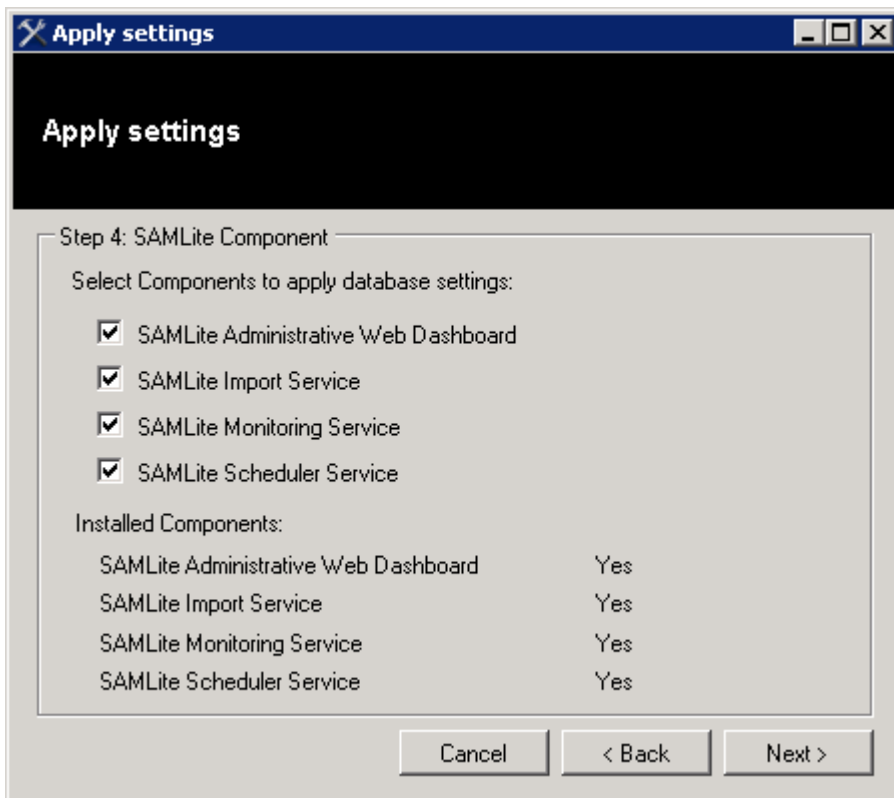 Apply settings
Apply settings
Step 4: SAMLite Component
Select Components to apply database settings:
SAMLite Administrative Web Dashboard
SAMLite Import Service
SAMLite Monitoring Service
SAMLite Scheduler Service
Installed Components:
SAMLite Administrative Web Dashboard Yes
SAMLite Import Service Yes
SAMLite Monitoring Service Yes
SAMLite Scheduler Service Yes
Cancel < Back Next >